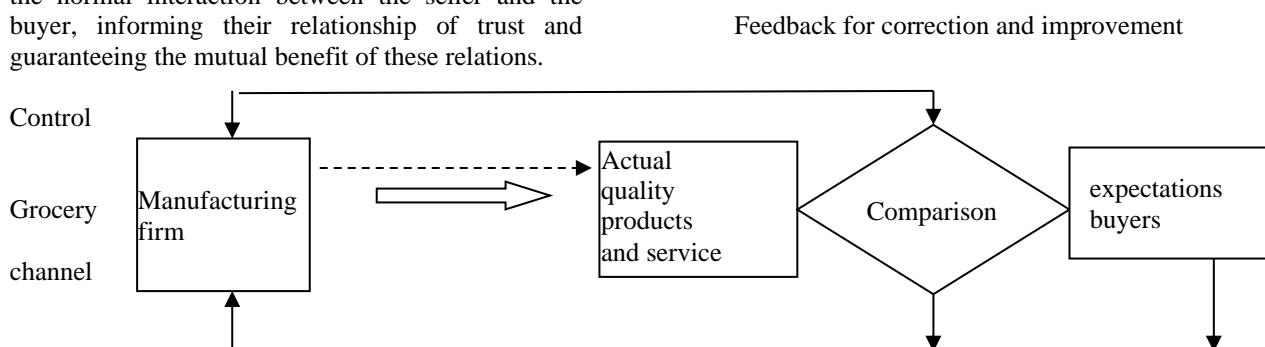 the normal interaction between the seller and the
buyer, informing their relationship of trust and
guaranteeing the mutual benefit of these relations.
Feedback for correction and improvement
Control
Grocery
channel
Manufacturing
firm
Actual
quality
products
and service
Comparison
expectations
buyers